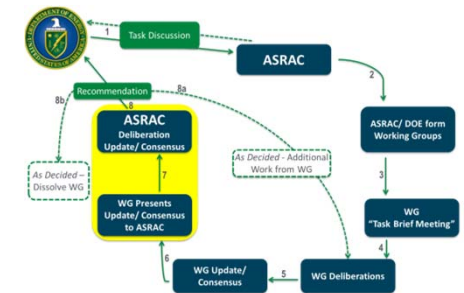 1
Task Discussion
ASRAC
2
ASRAC/ DOE form
Working Groups
3
WG
"Task Brief Meeting"
4
WG Deliberations
5
WG Update/
Consensus
6
WG Presents
Update/ Consensus
to ASRAC
7
ASRAC
Deliberation
Update/ Consensus
8
Recommendation
8a
As Decided - Additional
Work from WG
8b
As Decided –
Dissolve WG